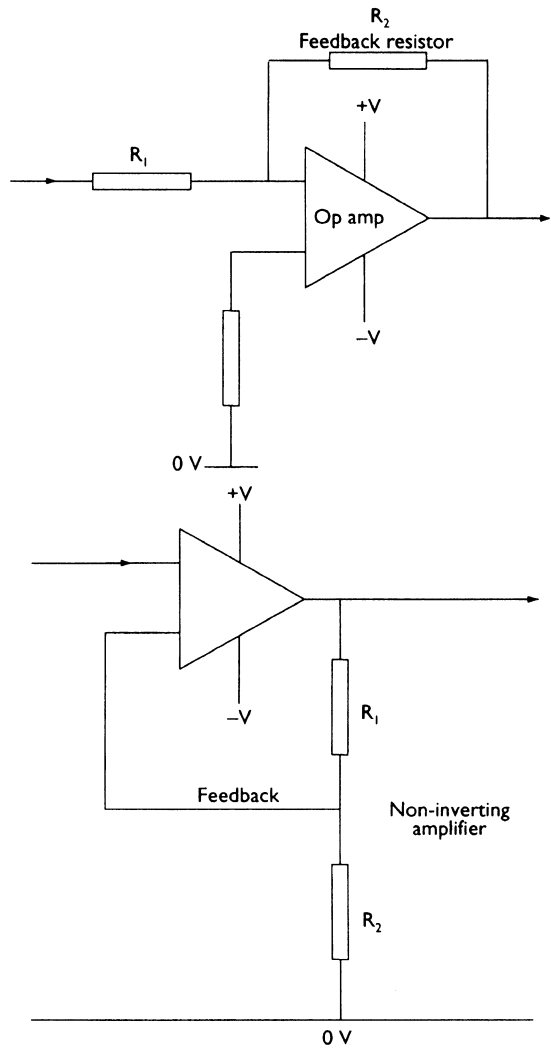 R₂
Feedback resistor
+V
R₁
Op amp
–V
0 V
+V
–V
R₁
Feedback
Non-inverting
amplifier
R₂
0 V